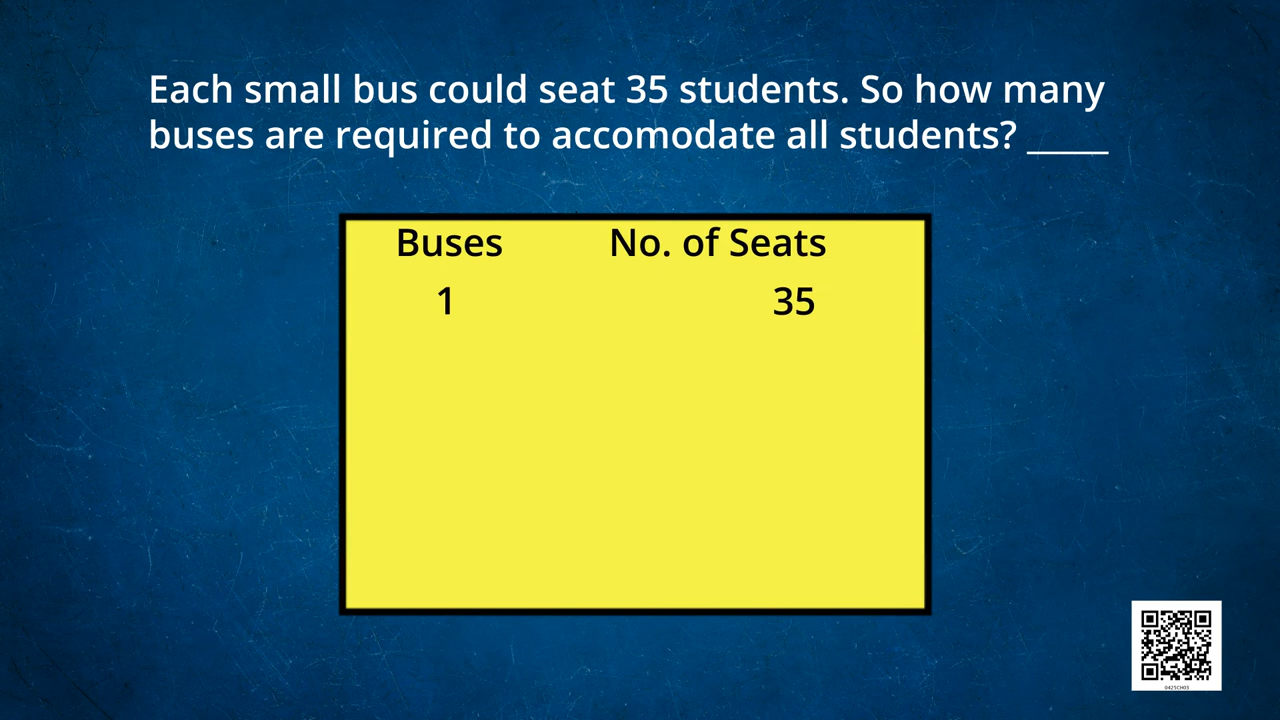 Each small bus could seat 35 students. So how many
buses are required to accomodate all students? _____
Buses No. of Seats
1 35
0425CH03